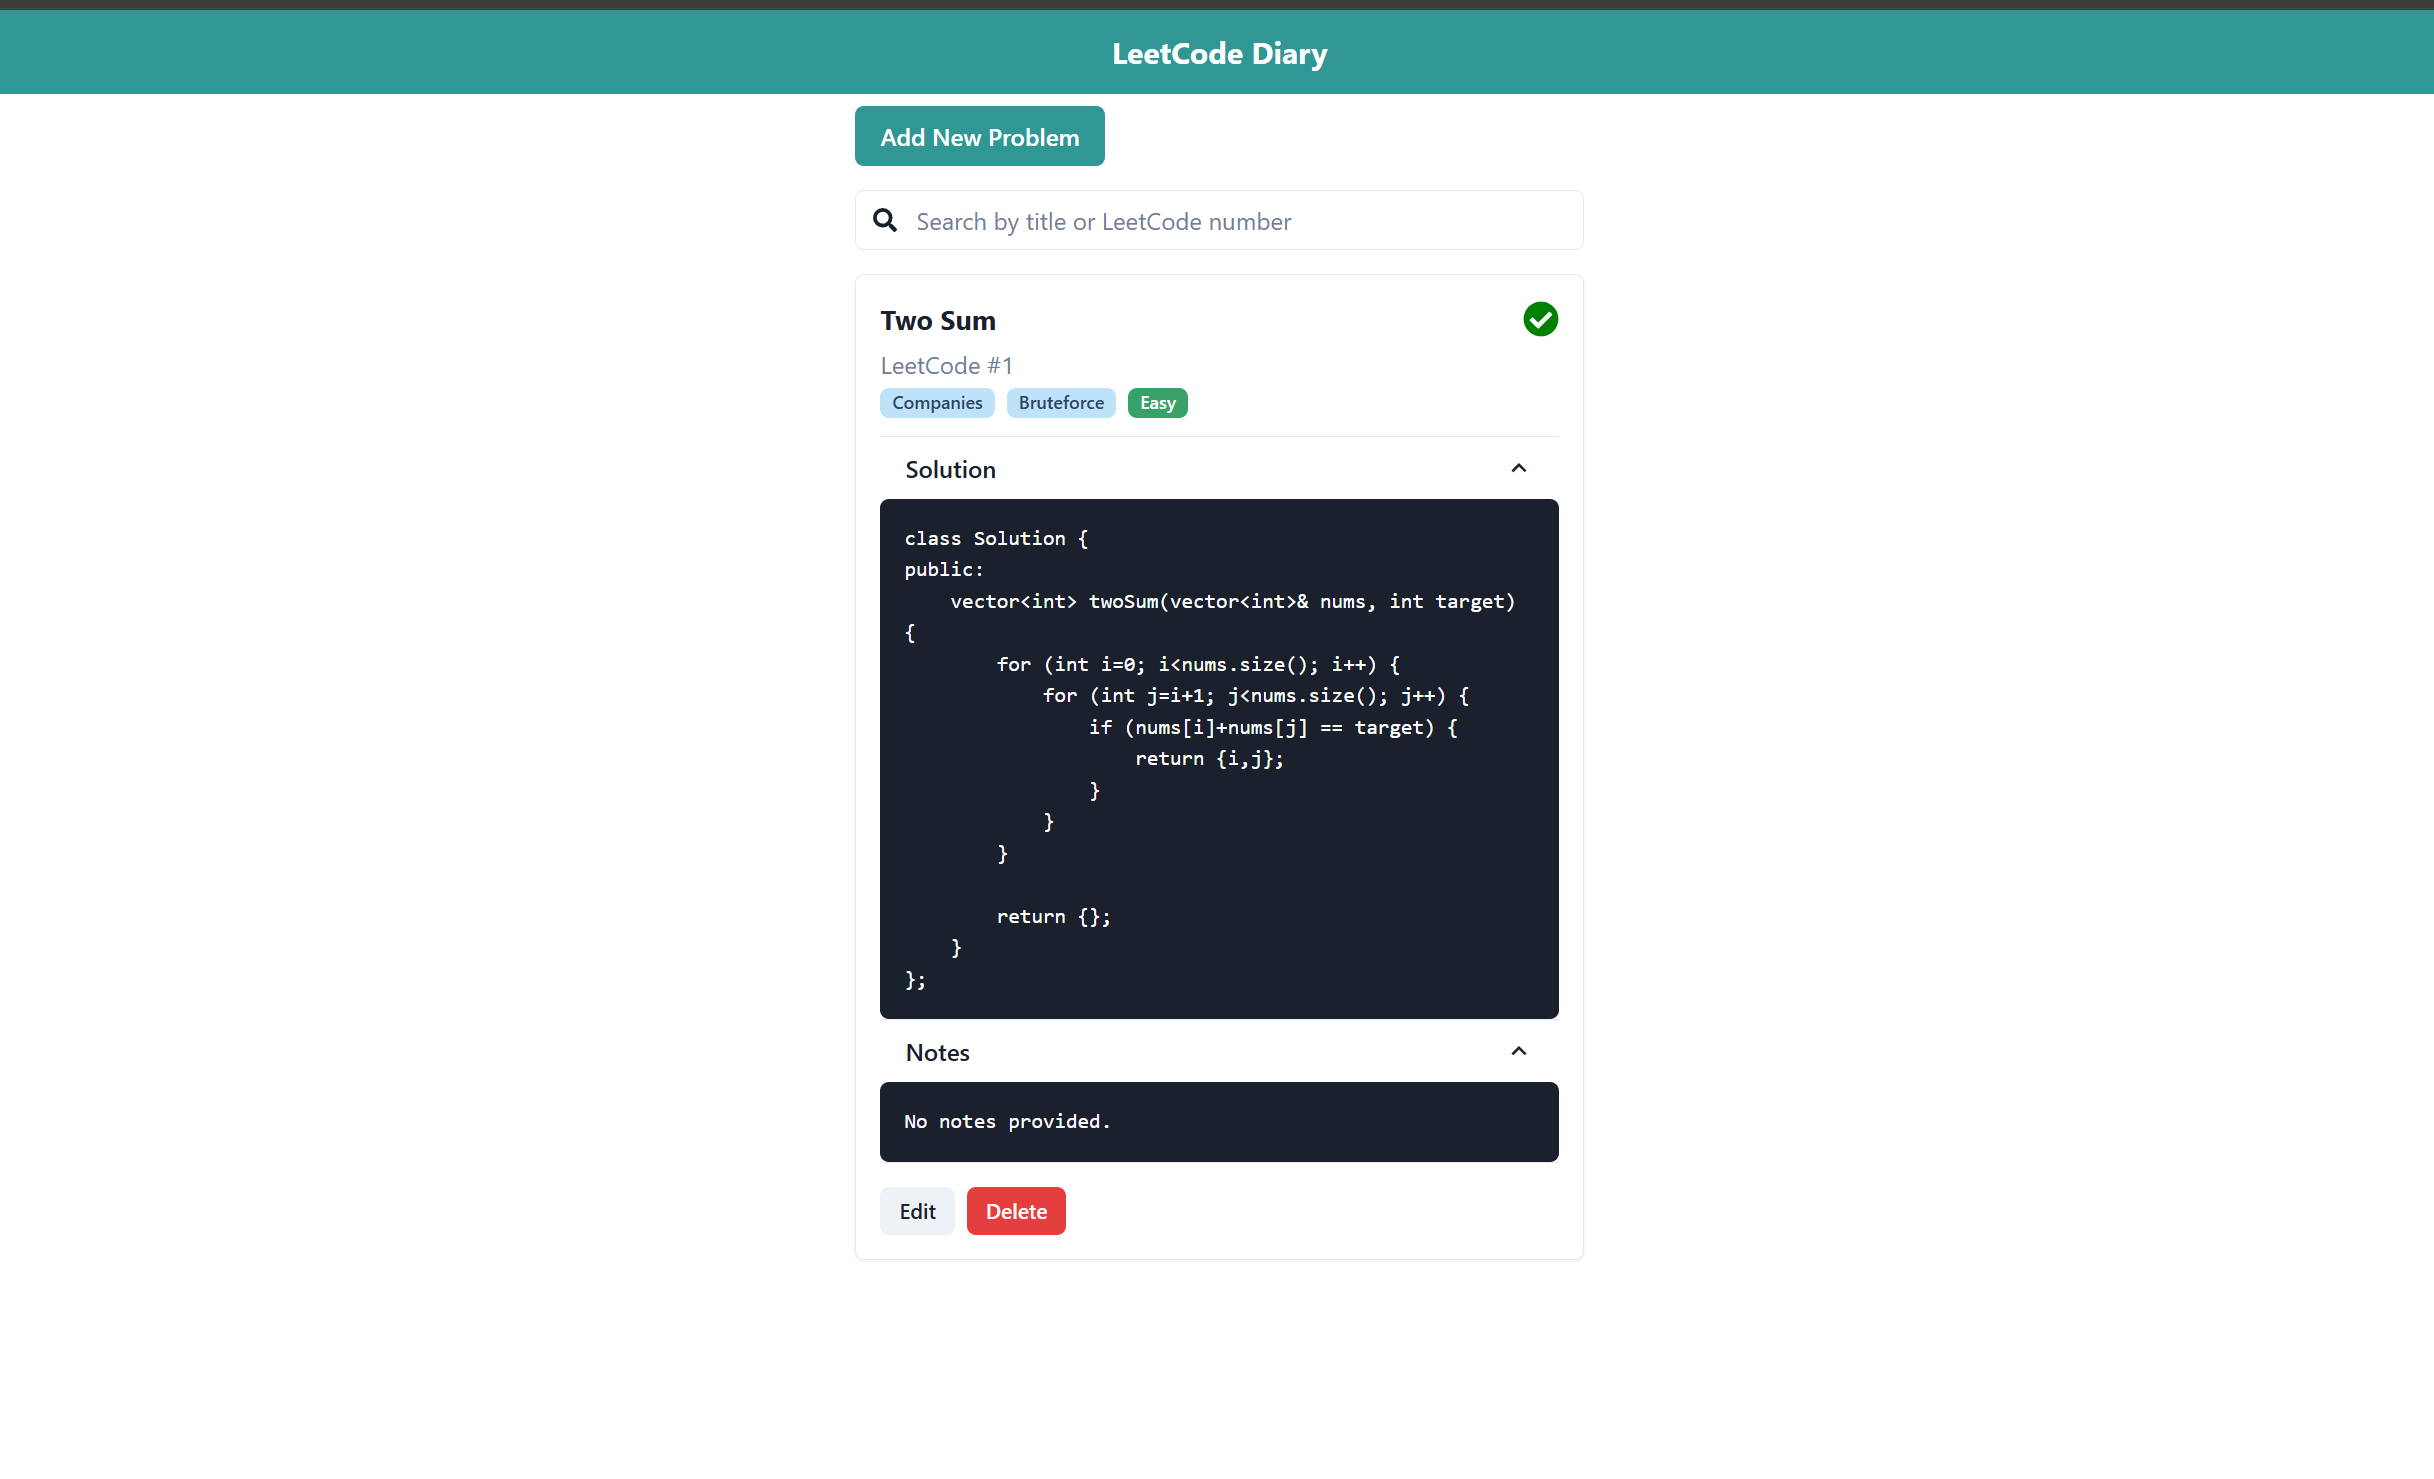 LeetCode Diary
Add New Problem
Search by title or LeetCode number
Two Sum
LeetCode #1
Companies Bruteforce Easy
Solution
class Solution {
public:
    vector<int> twoSum(vector<int>& nums, int target)
{
        for (int i=0; i<nums.size(); i++) {
            for (int j=i+1; j<nums.size(); j++) {
                if (nums[i]+nums[j] == target) {
                    return {i,j};
                }
            }
        }
        return {};
    }
};
Notes
No notes provided.
Edit Delete